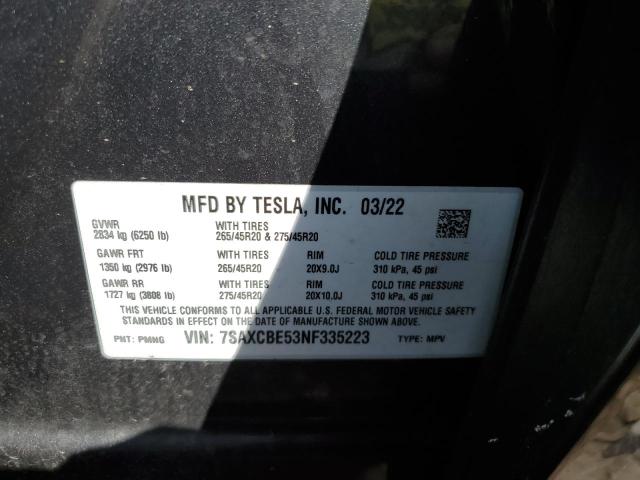 MFD BY TESLA, INC. 03/22
GVWR WITH TIRES
2834 kg (6250 lb) 265/45R20 & 275/45R20
GAWR FRT WITH TIRES RIM COLD TIRE PRESSURE
1350 kg (2976 lb) 265/45R20 20X9.0J 310 kPa, 45 psi
GAWR RR WITH TIRES RIM COLD TIRE PRESSURE
1727 kg (3808 lb) 275/45R20 20X10.0J 310 kPa, 45 psi
THIS VEHICLE CONFORMS TO ALL APPLICABLE U.S. FEDERAL MOTOR VEHICLE SAFETY
STANDARDS IN EFFECT ON THE DATE OF MANUFACTURE SHOWN ABOVE.
PNT: PMNG VIN: 7SAXCBE53NF335223 TYPE: MPV